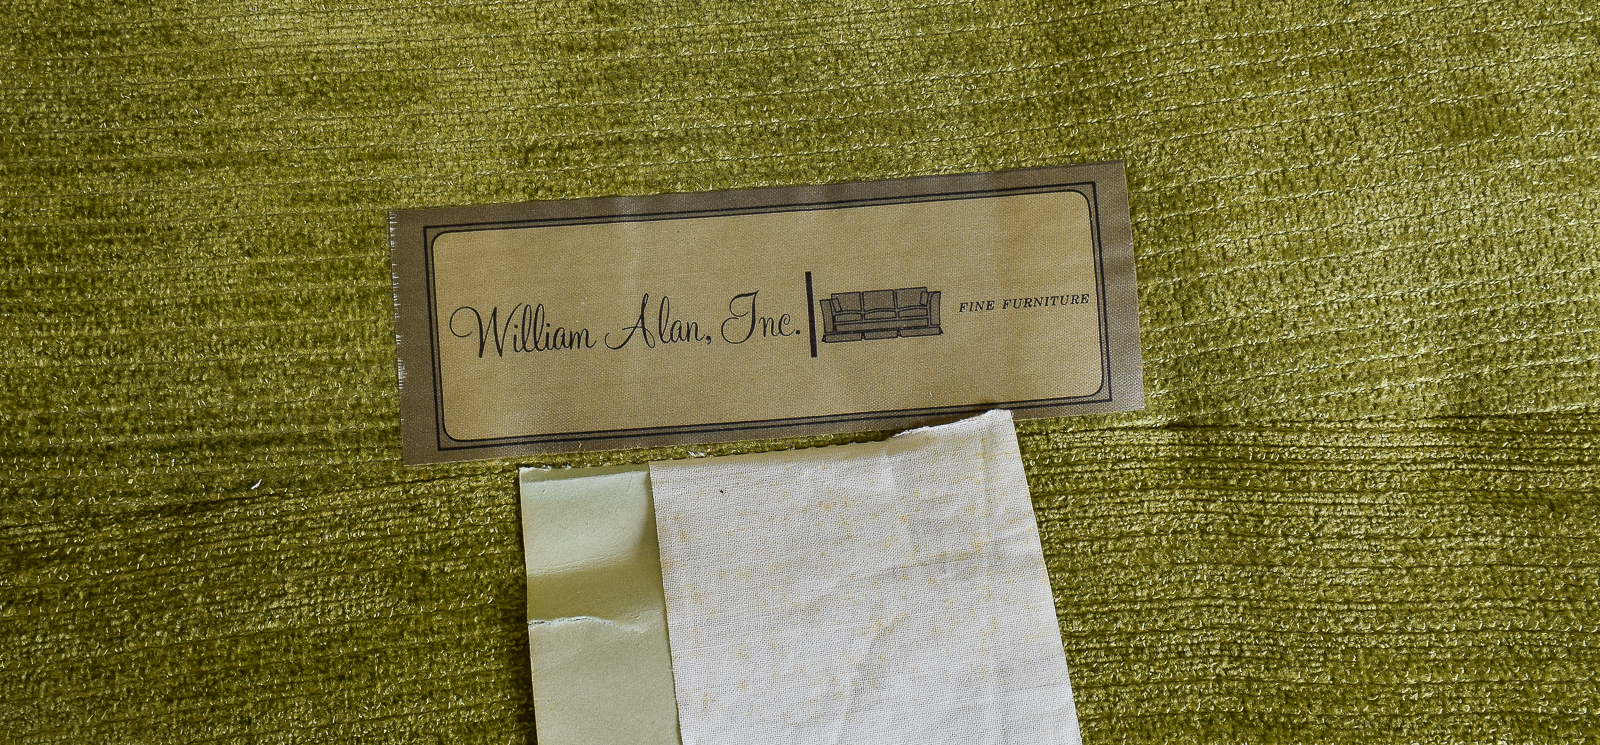 William Alan, Inc. FINE FURNITURE